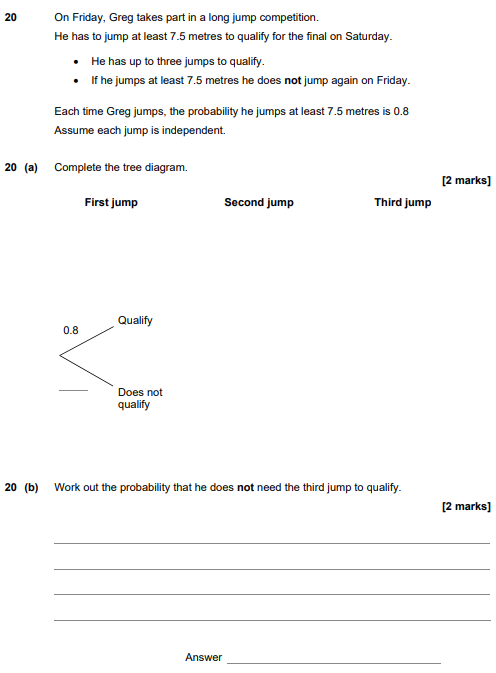 20 On Friday, Greg takes part in a long jump competition.
He has to jump at least 7.5 metres to qualify for the final on Saturday.
• He has up to three jumps to qualify.
• If he jumps at least 7.5 metres he does not jump again on Friday.
Each time Greg jumps, the probability he jumps at least 7.5 metres is 0.8
Assume each jump is independent.
20 (a) Complete the tree diagram.
[2 marks]
First jump Second jump Third jump
Qualify
0.8
Does not
qualify
20 (b) Work out the probability that he does not need the third jump to qualify.
[2 marks]
Answer